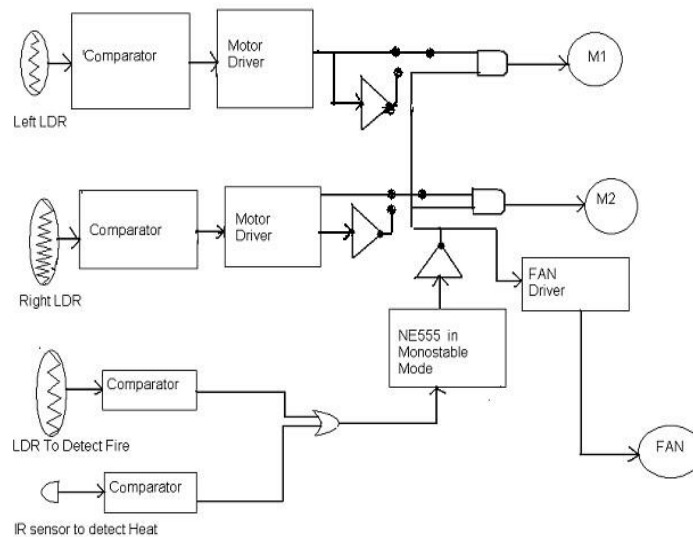 Comparator
Motor
Driver
M1
Left LDR
Comparator
Motor
Driver
M2
Right LDR
FAN
Driver
NE555 in
Monostable
Mode
Comparator
LDR To Detect Fire
Comparator
FAN
IR sensor to detect Heat